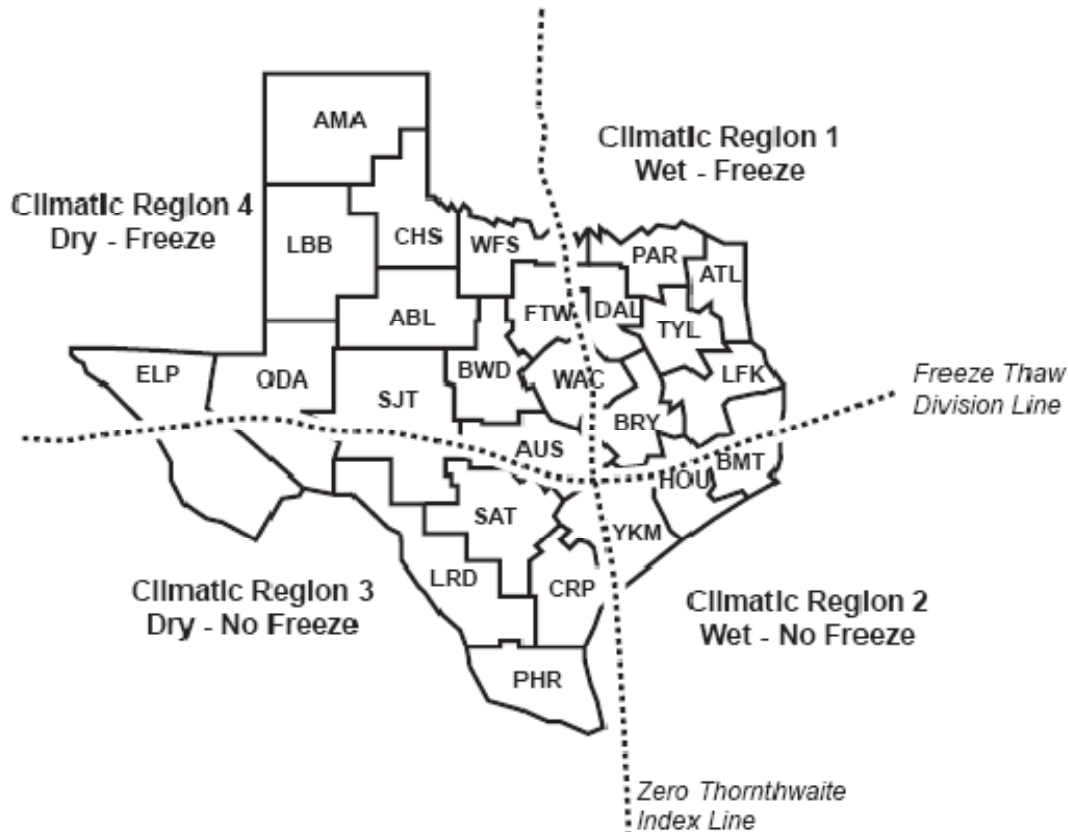 AMA
Climatic Region 1
Wet - Freeze
Climatic Region 4
Dry - Freeze
LBB
CHS
WFS
PAR
ATL
ABL
FTW
DAL
TYL
ELP
ODA
SJT
BWD
WAC
LFK
Freeze Thaw
Division Line
BRY
AUS
HOU
BMT
SAT
YKM
LRD
CRP
Climatic Region 3
Dry - No Freeze
Climatic Region 2
Wet - No Freeze
PHR
Zero Thornthwaite
Index Line